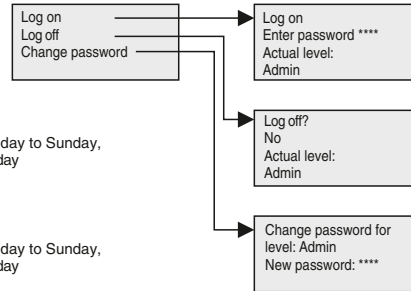 Log on
Log off
Change password
Log on
Enter password ****
Actual level:
Admin
Log off?
No
Actual level:
Admin
day to Sunday,
day
day to Sunday,
day
Change password for
level: Admin
New password: ****